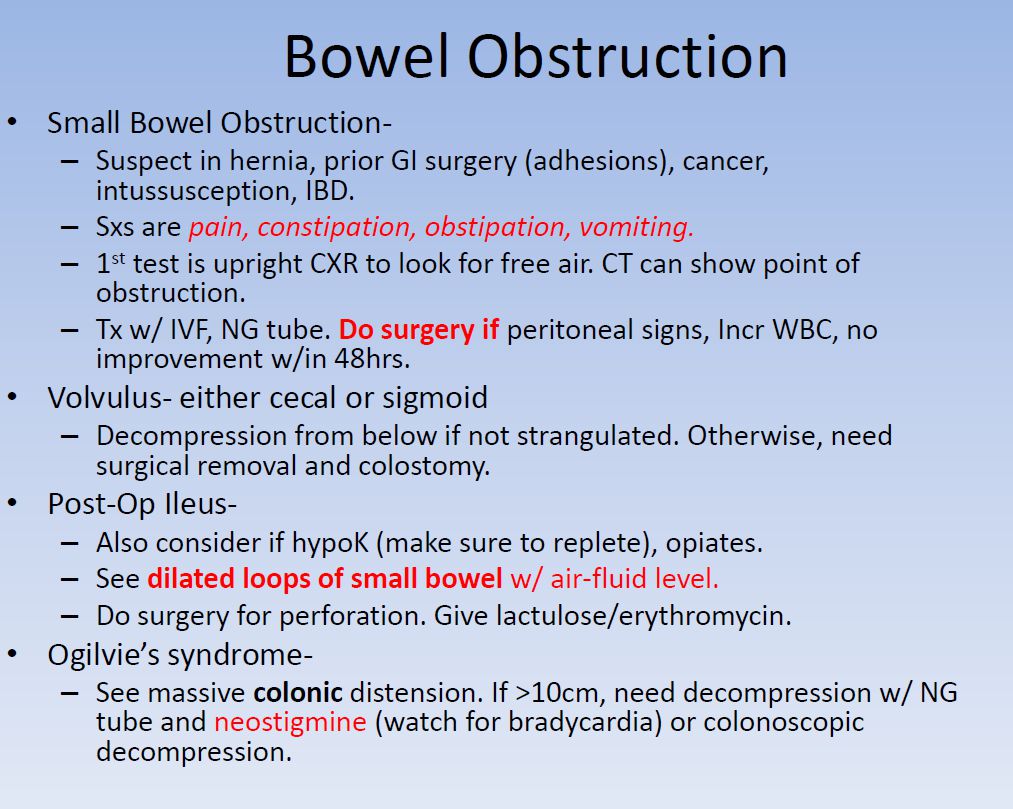 Bowel Obstruction
• Small Bowel Obstruction-
– Suspect in hernia, prior GI surgery (adhesions), cancer,
intussusception, IBD.
– Sxs are pain, constipation, obstipation, vomiting.
– 1st test is upright CXR to look for free air. CT can show point of
obstruction.
– Tx w/ IVF, NG tube. Do surgery if peritoneal signs, Incr WBC, no
improvement w/in 48hrs.
• Volvulus- either cecal or sigmoid
– Decompression from below if not strangulated. Otherwise, need
surgical removal and colostomy.
• Post-Op Ileus-
– Also consider if hypoK (make sure to replete), opiates.
– See dilated loops of small bowel w/ air-fluid level.
– Do surgery for perforation. Give lactulose/erythromycin.
• Ogilvie’s syndrome-
– See massive colonic distension. If >10cm, need decompression w/ NG
tube and neostigmine (watch for bradycardia) or colonoscopic
decompression.